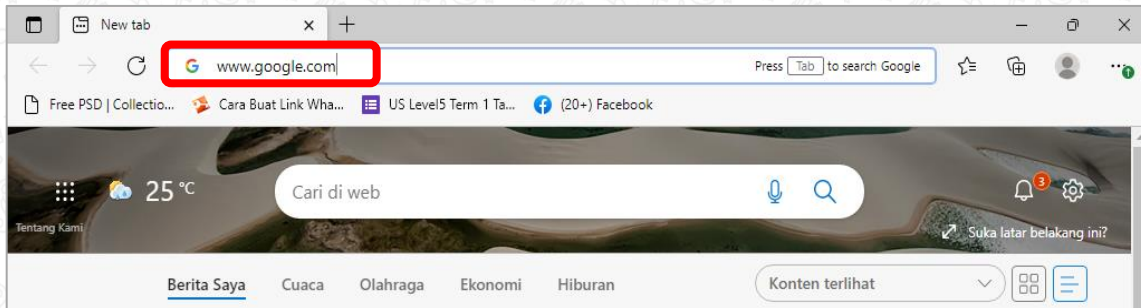 New tab
www.google.com
Press Tab to search Google
Free PSD | Collectio... Cara Buat Link Wha... US Level5 Term 1 Ta... (20+) Facebook
25 °C
Cari di web
3
Tentang Kami
Suka latar belakang ini?
Berita Saya Cuaca Olahraga Ekonomi Hiburan
Konten terlihat